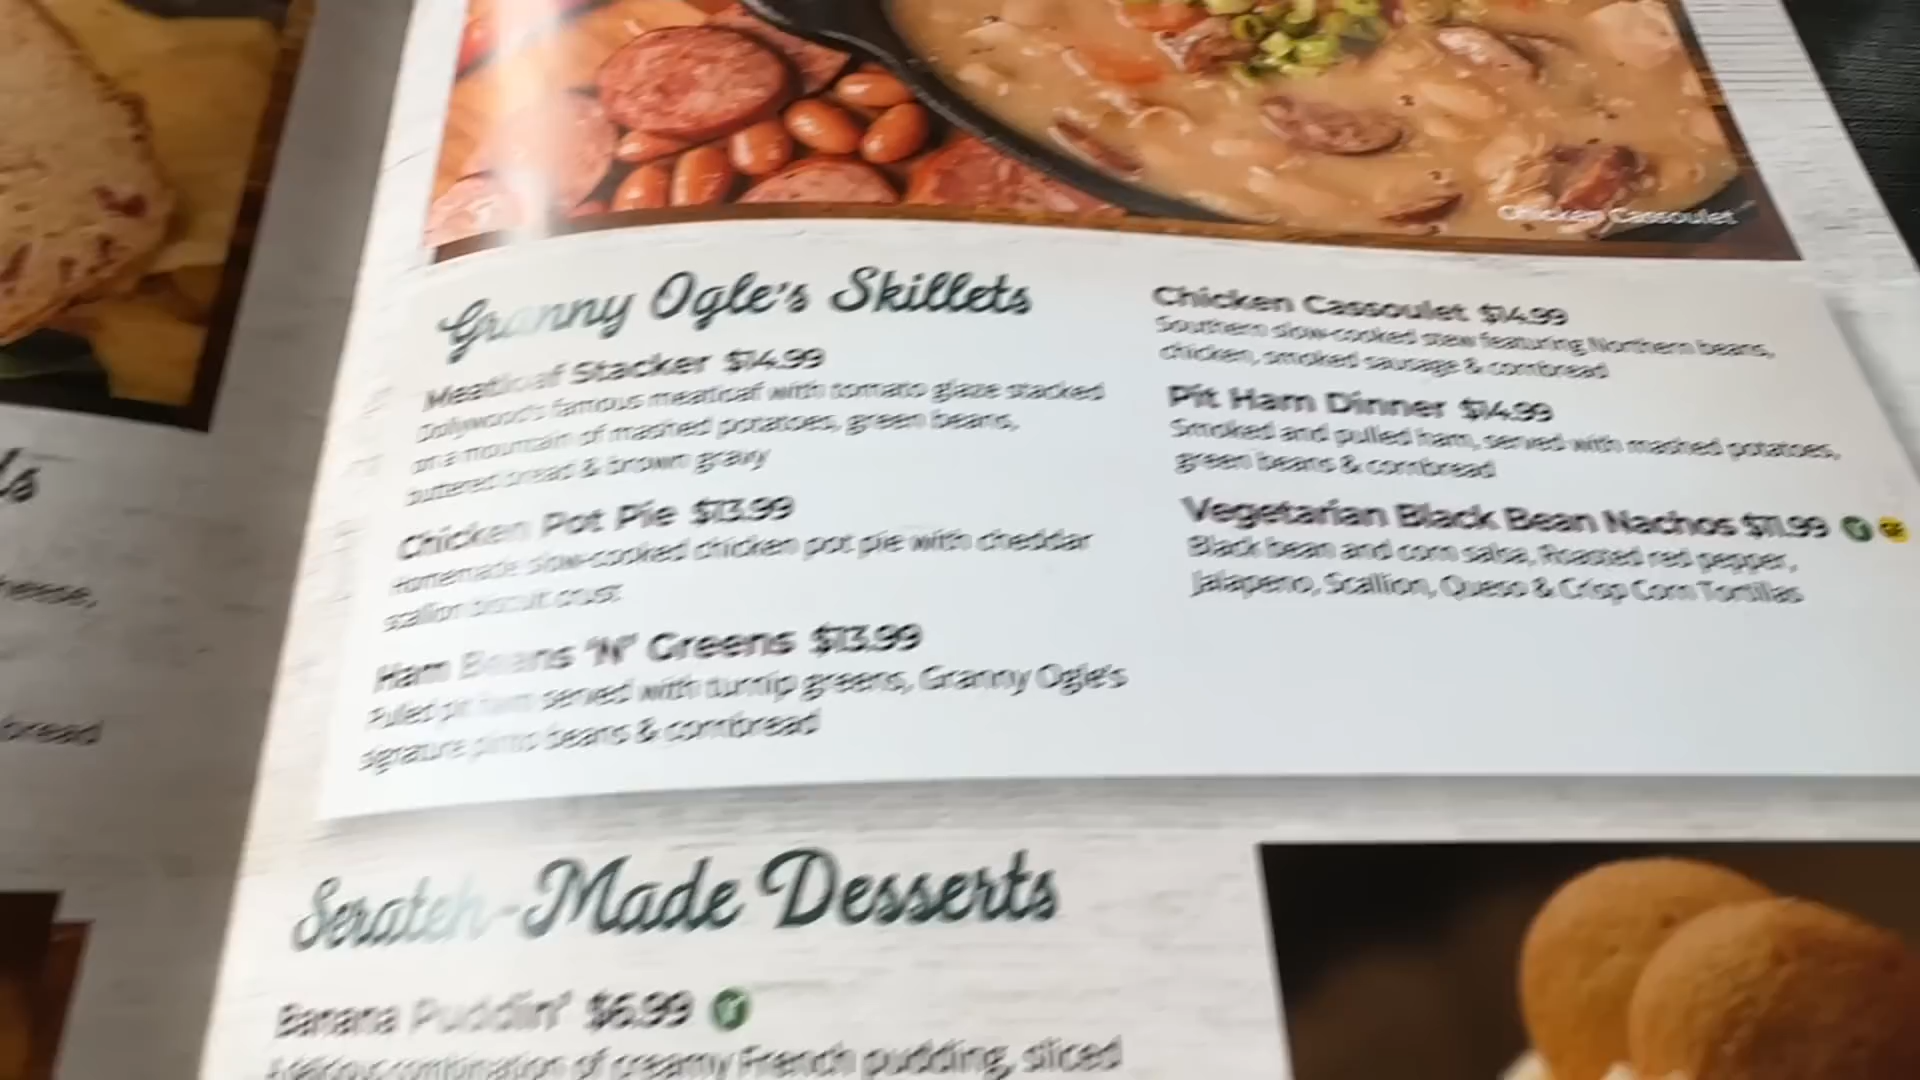 Chicken Cassoulet
Granny Ogle's Skillets
Meatloaf Stacker $14.99
Dollywood's famous meatloaf with tomato glaze stacked
on a mountain of mashed potatoes, green beans,
buttered bread & brown gravy
Chicken Pot Pie $13.99
Homemade slow-cooked chicken pot pie with cheddar
scallion biscuit crust
Ham Beans 'N' Greens $13.99
Pulled pit ham served with turnip greens, Granny Ogle's
signature pinto beans & cornbread
Chicken Cassoulet $14.99
Southern slow-cooked stew featuring Northern beans,
chicken, smoked sausage & cornbread
Pit Ham Dinner $14.99
Smoked and pulled ham, served with mashed potatoes,
green beans & cornbread
Vegetarian Black Bean Nachos $11.99
Black bean and corn salsa, Roasted red pepper,
Jalapeno, Scallion, Queso & Crisp Corn Tortillas
Scratch-Made Desserts
Banana Puddin' $6.99
A delicious combination of creamy French pudding, sliced
bread